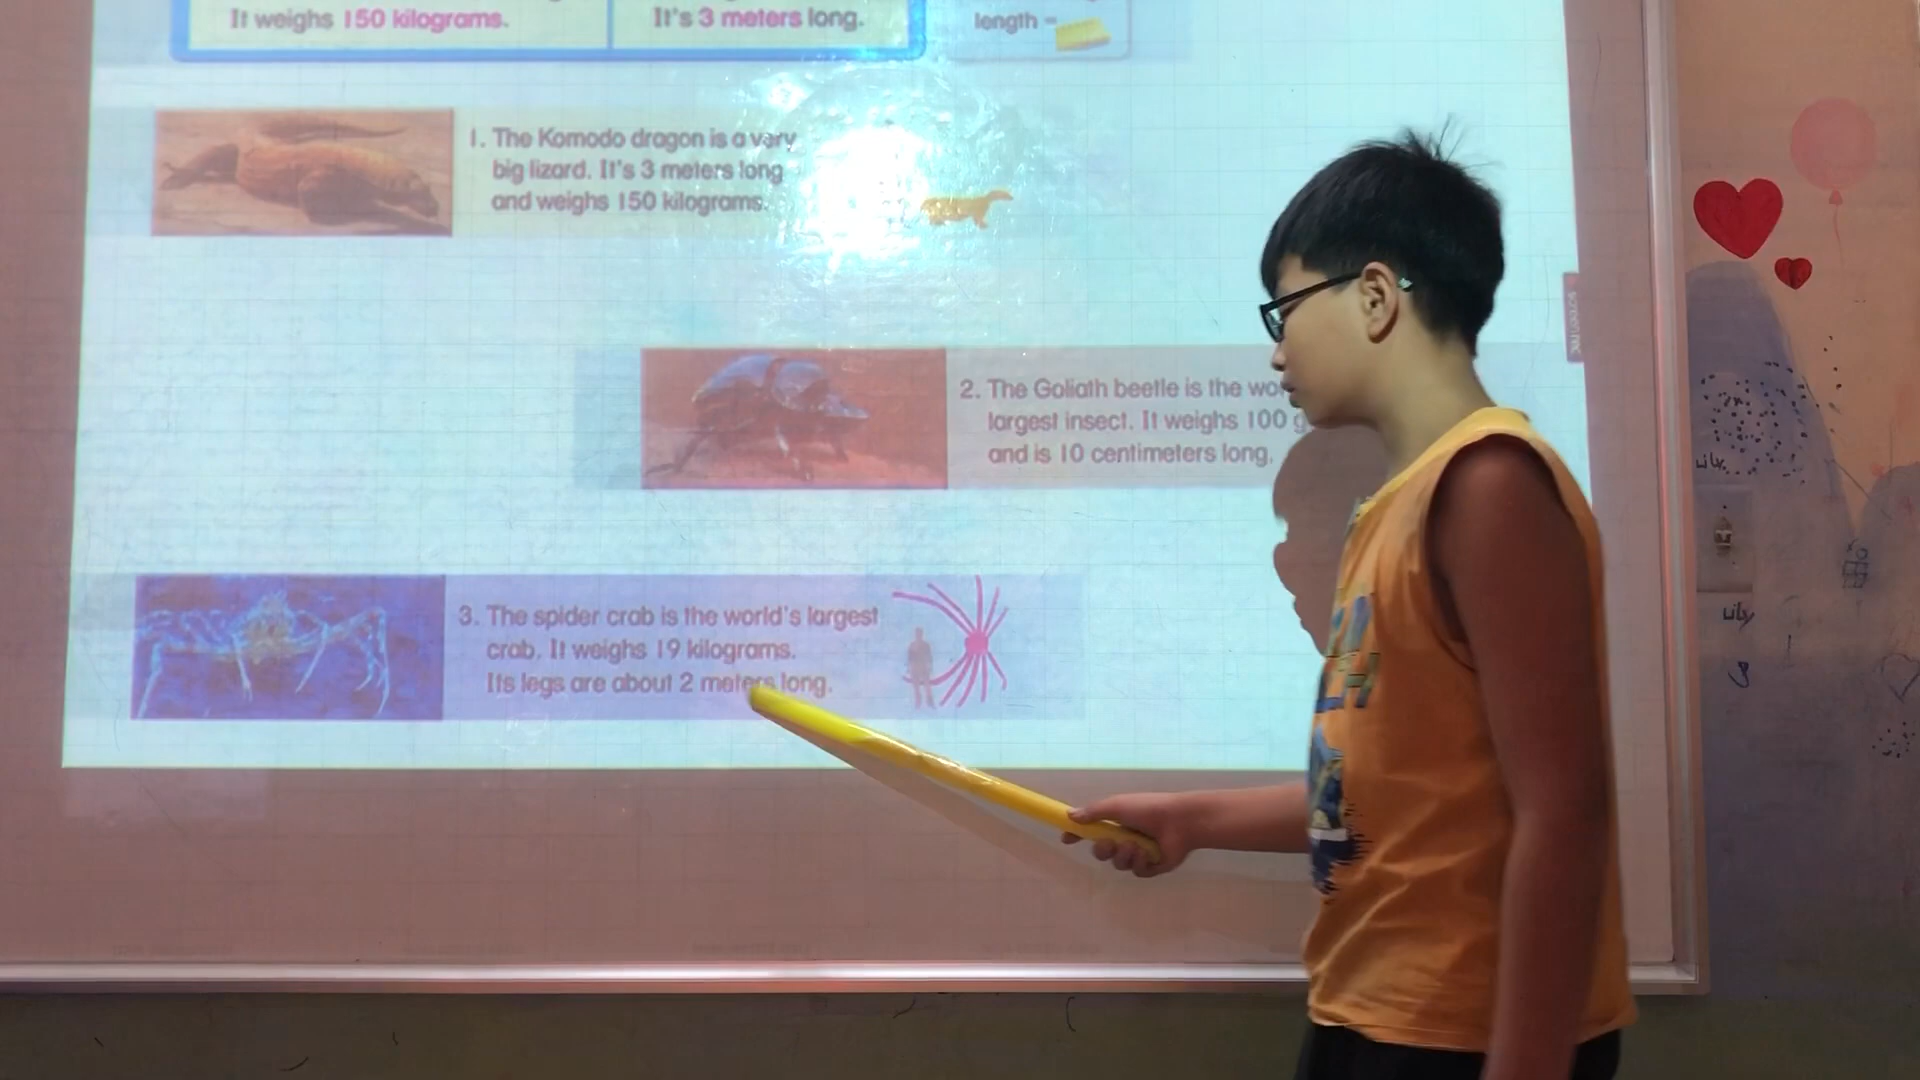 It weighs 150 kilograms.
It's 3 meters long.
length =
1. The Komodo dragon is a very
big lizard. It's 3 meters long
and weighs 150 kilograms.
2. The Goliath beetle is the
largest insect. It weighs 100
and is 10 centimeters long.
3. The spider crab is the world's largest
crab. It weighs 19 kilograms.
Its legs are about 2 meters long.